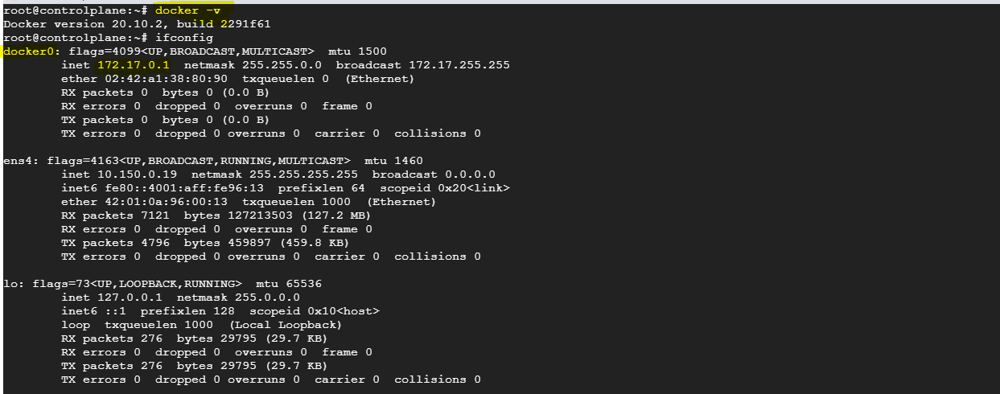 root@controlplane:~# docker -v
Docker version 20.10.2, build 2291f61
root@controlplane:~# ifconfig
docker0: flags=4099<UP,BROADCAST,MULTICAST>  mtu 1500
        inet 172.17.0.1  netmask 255.255.0.0  broadcast 172.17.255.255
        ether 02:42:a1:38:80:90  txqueuelen 0  (Ethernet)
        RX packets 0  bytes 0 (0.0 B)
        RX errors 0  dropped 0  overruns 0  frame 0
        TX packets 0  bytes 0 (0.0 B)
        TX errors 0  dropped 0 overruns 0  carrier 0  collisions 0

ens4: flags=4163<UP,BROADCAST,RUNNING,MULTICAST>  mtu 1460
        inet 10.150.0.19  netmask 255.255.255.255  broadcast 0.0.0.0
        inet6 fe80::4001:aff:fe96:13  prefixlen 64  scopeid 0x20<link>
        ether 42:01:0a:96:00:13  txqueuelen 1000  (Ethernet)
        RX packets 7121  bytes 127213503 (127.2 MB)
        RX errors 0  dropped 0  overruns 0  frame 0
        TX packets 4796  bytes 459897 (459.8 KB)
        TX errors 0  dropped 0 overruns 0  carrier 0  collisions 0

lo: flags=73<UP,LOOPBACK,RUNNING>  mtu 65536
        inet 127.0.0.1  netmask 255.0.0.0
        inet6 ::1  prefixlen 128  scopeid 0x10<host>
        loop  txqueuelen 1000  (Local Loopback)
        RX packets 276  bytes 29795 (29.7 KB)
        RX errors 0  dropped 0  overruns 0  frame 0
        TX packets 276  bytes 29795 (29.7 KB)
        TX errors 0  dropped 0 overruns 0  carrier 0  collisions 0